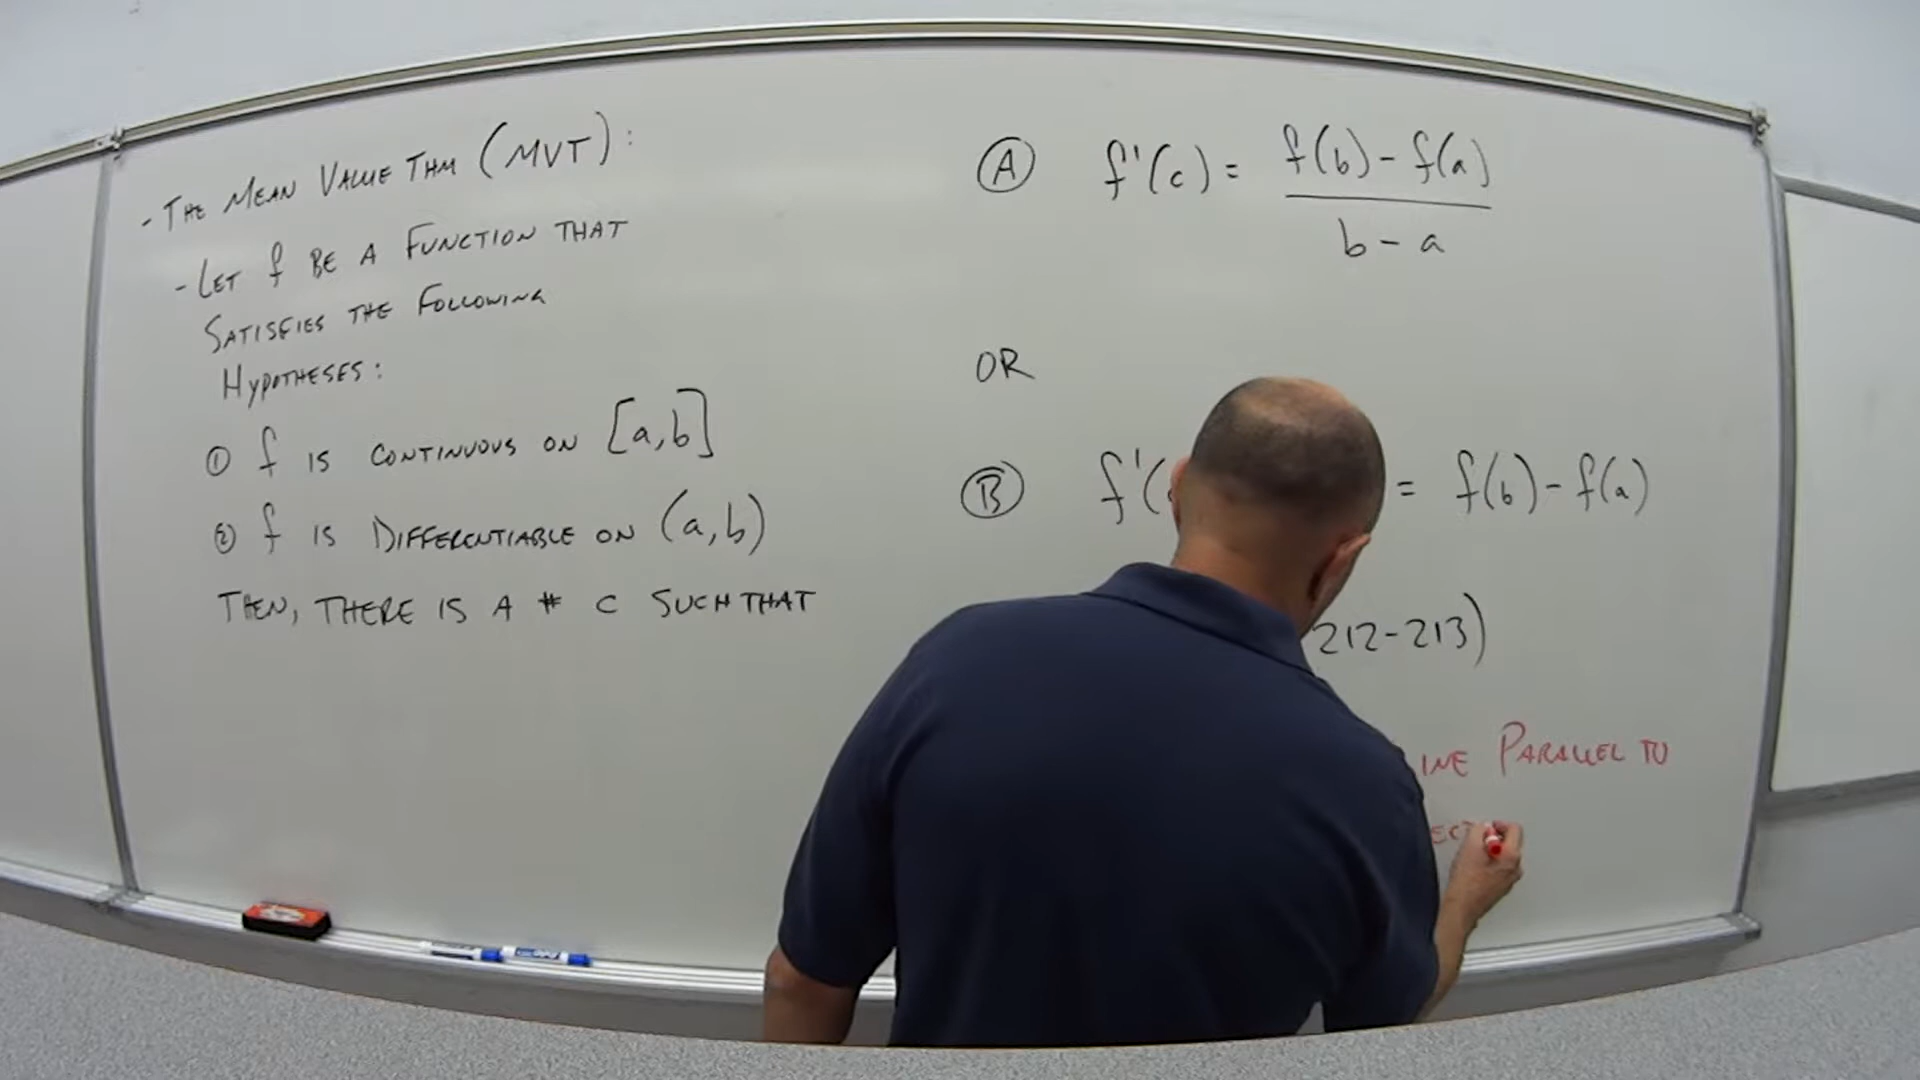 - THE MEAN VALUE THM (MVT):
- LET f BE A FUNCTION THAT
SATISFIES THE FOLLOWING
HYPOTHESES:
① f IS CONTINUOUS ON [a,b]
② f IS DIFFERENTIABLE ON (a,b)
THEN, THERE IS A # C SUCH THAT
Ⓐ f'(c) = f(b) - f(a)
b - a
OR
Ⓑ f'( = f(b) - f(a)
212-213)
PARALLEL TO